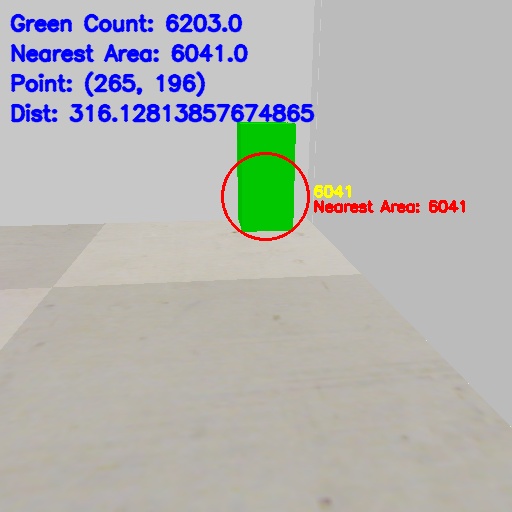 Green Count: 6203.0
Nearest Area: 6041.0
Point: (265, 196)
Dist: 316.12813857674865
6041
Nearest Area: 6041